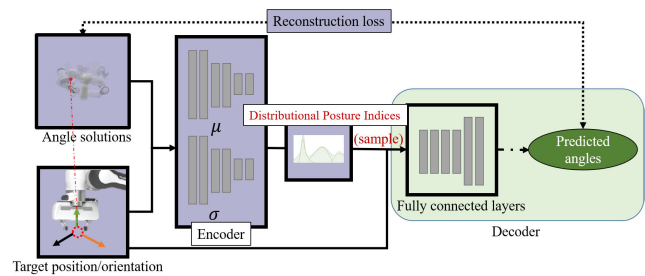 Reconstruction loss
Angle solutions
μ
σ
Encoder
Distributional Posture Indices
(sample)
Fully connected layers
Predicted
angles
Decoder
Target position/orientation